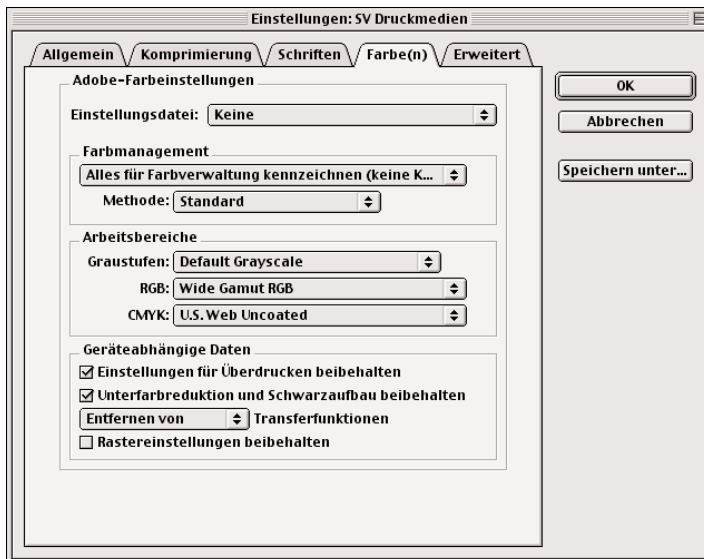 Einstellungen: SV Druckmedien
Allgemein Komprimierung Schriften Farbe(n) Erweitert
Adobe-Farbeinstellungen
Einstellungsdatei: Keine
Farbmanagement
Alles für Farbverwaltung kennzeichnen (keine K...
Methode: Standard
Arbeitsbereiche
Graustufen: Default Grayscale
RGB: Wide Gamut RGB
CMYK: U.S. Web Uncoated
Geräteabhängige Daten
Einstellungen für Überdrucken beibehalten
Unterfarbreduktion und Schwarzaufbau beibehalten
Entfernen von Transferfunktionen
Rastereinstellungen beibehalten
OK
Abbrechen
Speichern unter...